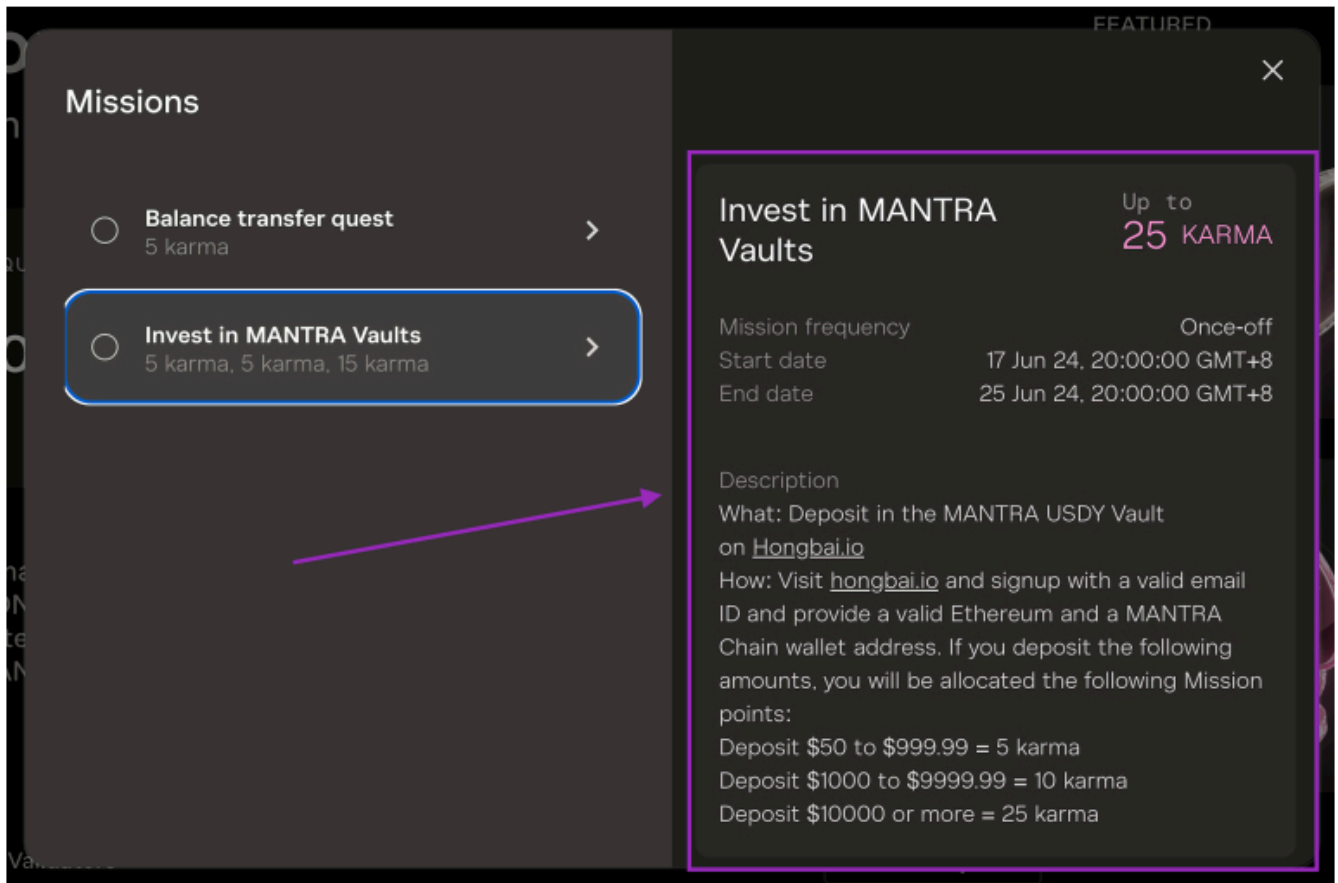 FEATURED
Missions
Balance transfer quest
5 karma
Invest in MANTRA Vaults
5 karma, 5 karma, 15 karma
Invest in MANTRA
Vaults
Up to
25 KARMA
Mission frequency Once-off
Start date 17 Jun 24, 20:00:00 GMT+8
End date 25 Jun 24, 20:00:00 GMT+8
Description
What: Deposit in the MANTRA USDY Vault
on Hongbai.io
How: Visit hongbai.io and signup with a valid email
ID and provide a valid Ethereum and a MANTRA
Chain wallet address. If you deposit the following
amounts, you will be allocated the following Mission
points:
Deposit $50 to $999.99 = 5 karma
Deposit $1000 to $9999.99 = 10 karma
Deposit $10000 or more = 25 karma